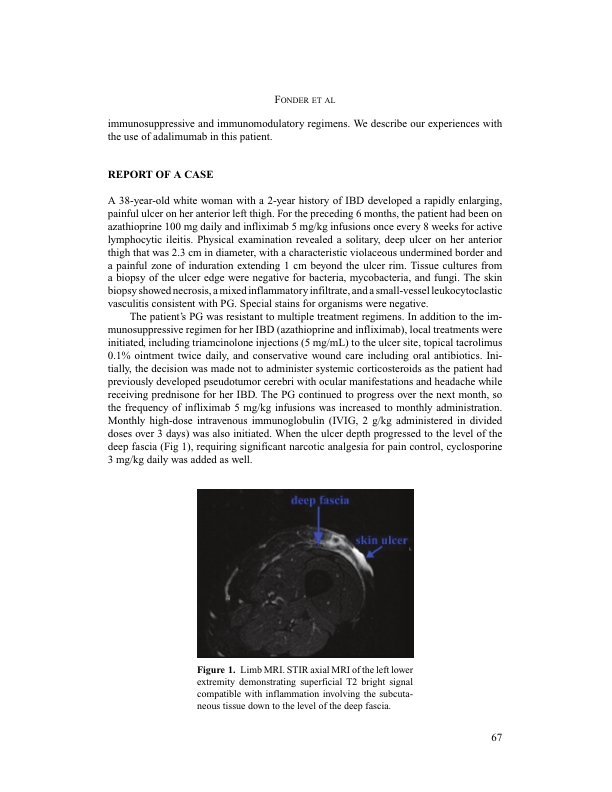 FONDER ET AL
immunosuppressive and immunomodulatory regimens. We describe our experiences with
the use of adalimumab in this patient.
REPORT OF A CASE
A 38-year-old white woman with a 2-year history of IBD developed a rapidly enlarging,
painful ulcer on her anterior left thigh. For the preceding 6 months, the patient had been on
azathioprine 100 mg daily and infliximab 5 mg/kg infusions once every 8 weeks for active
lymphocytic ileitis. Physical examination revealed a solitary, deep ulcer on her anterior
thigh that was 2.3 cm in diameter, with a characteristic violaceous undermined border and
a painful zone of induration extending 1 cm beyond the ulcer rim. Tissue cultures from
a biopsy of the ulcer edge were negative for bacteria, mycobacteria, and fungi. The skin
biopsy showed necrosis, a mixed inflammatory infiltrate, and a small-vessel leukocytoclastic
vasculitis consistent with PG. Special stains for organisms were negative.
The patient's PG was resistant to multiple treatment regimens. In addition to the im-
munosuppressive regimen for her IBD (azathioprine and infliximab), local treatments were
initiated, including triamcinolone injections (5 mg/mL) to the ulcer site, topical tacrolimus
0.1% ointment twice daily, and conservative wound care including oral antibiotics. Ini-
tially, the decision was made not to administer systemic corticosteroids as the patient had
previously developed pseudotumor cerebri with ocular manifestations and headache while
receiving prednisone for her IBD. The PG continued to progress over the next month, so
the frequency of infliximab 5 mg/kg infusions was increased to monthly administration.
Monthly high-dose intravenous immunoglobulin (IVIG, 2 g/kg administered in divided
doses over 3 days) was also initiated. When the ulcer depth progressed to the level of the
deep fascia (Fig 1), requiring significant narcotic analgesia for pain control, cyclosporine
3 mg/kg daily was added as well.
deep fascia
skin ulcer
Figure 1. Limb MRI. STIR axial MRI of the left lower
extremity demonstrating superficial T2 bright signal
compatible with inflammation involving the subcuta-
neous tissue down to the level of the deep fascia.
67